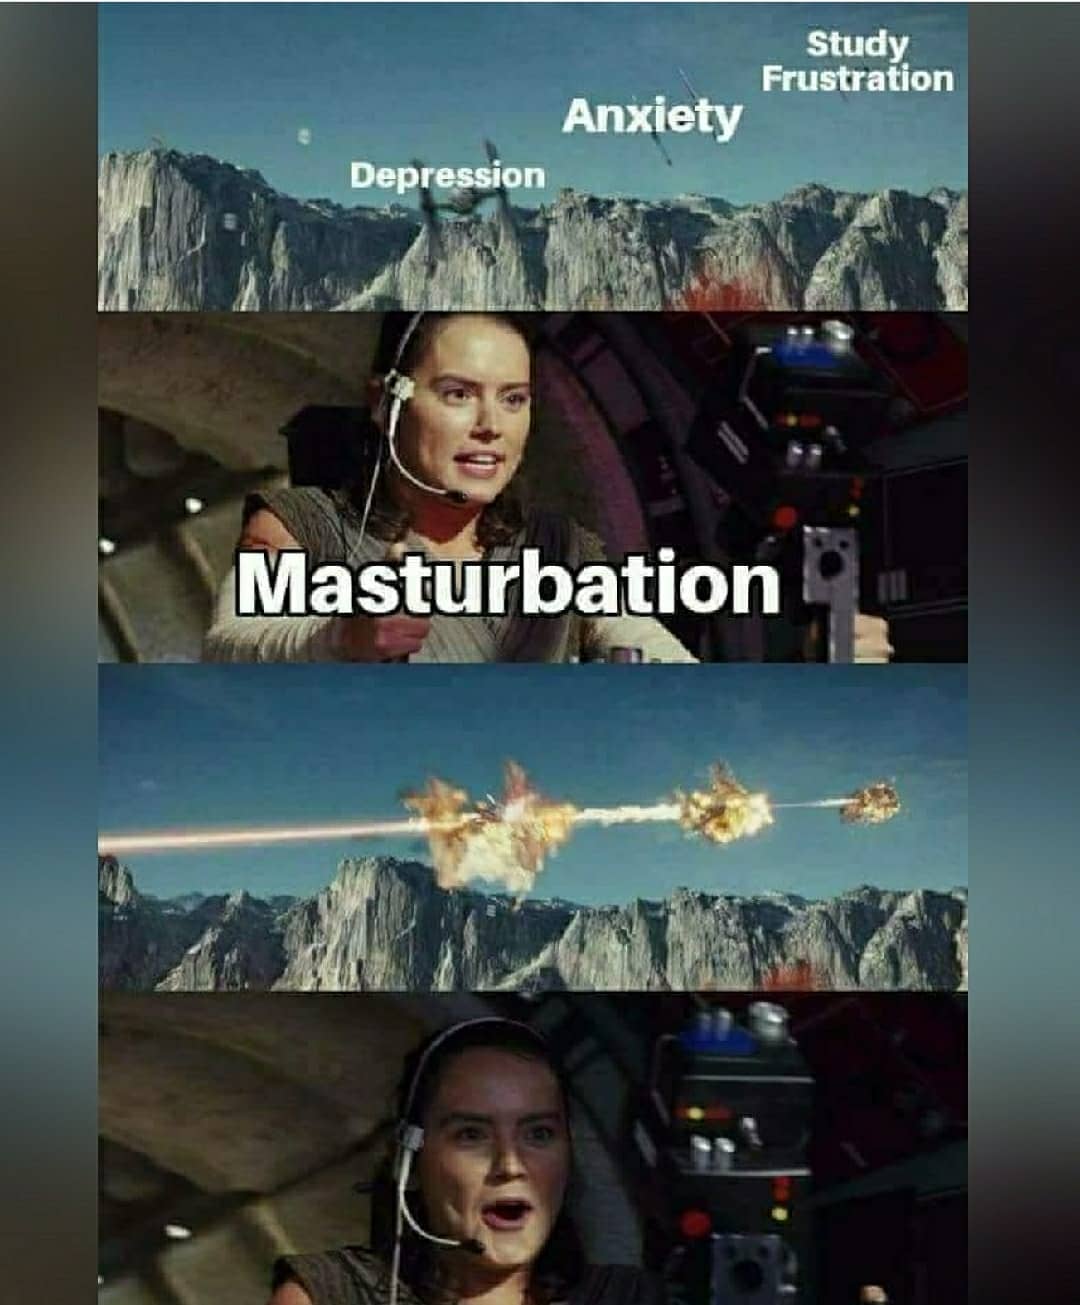 Study
Frustration
Anxiety
Depression
Masturbation